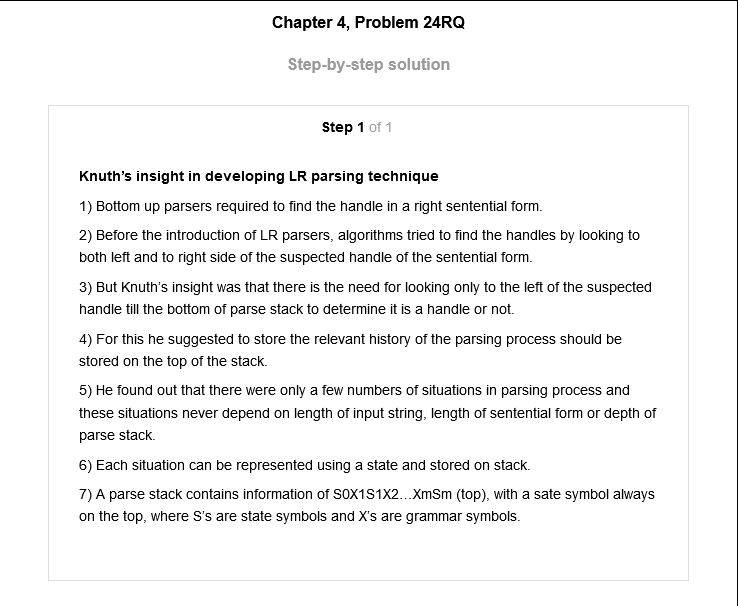 Chapter 4, Problem 24RQ
Step-by-step solution
Step 1 of 1
Knuth's insight in developing LR parsing technique
1) Bottom up parsers required to find the handle in a right sentential form.
2) Before the introduction of LR parsers, algorithms tried to find the handles by looking to
both left and to right side of the suspected handle of the sentential form.
3) But Knuth's insight was that there is the need for looking only to the left of the suspected
handle till the bottom of parse stack to determine it is a handle or not.
4) For this he suggested to store the relevant history of the parsing process should be
stored on the top of the stack.
5) He found out that there were only a few numbers of situations in parsing process and
these situations never depend on length of input string, length of sentential form or depth of
parse stack.
6) Each situation can be represented using a state and stored on stack.
7) A parse stack contains information of S0X1S1X2...XmSm (top), with a sate symbol always
on the top, where S's are state symbols and X's are grammar symbols.